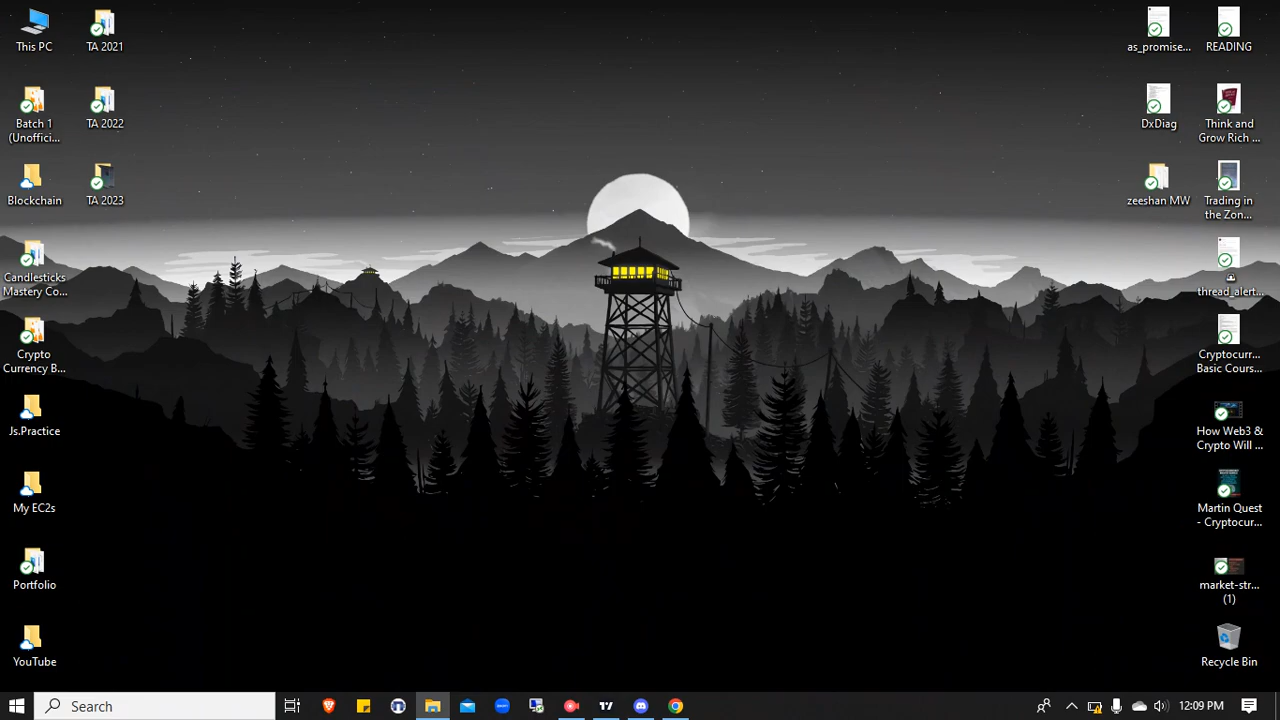 This PC
TA 2021
Batch 1
(Unoffici...
TA 2022
Blockchain
TA 2023
Candlesticks
Mastery Co...
Crypto
Currency B...
Js.Practice
My EC2s
Portfolio
YouTube
as_promise...
READING
DxDiag
Think and
Grow Rich ...
zeeshan MW
Trading in
the Zon...
thread_alert...
Cryptocurr...
Basic Cours...
How Web3 &
Crypto Will ...
Martin Quest
- Cryptocur...
market-str...
(1)
Recycle Bin
Search
12:09 PM